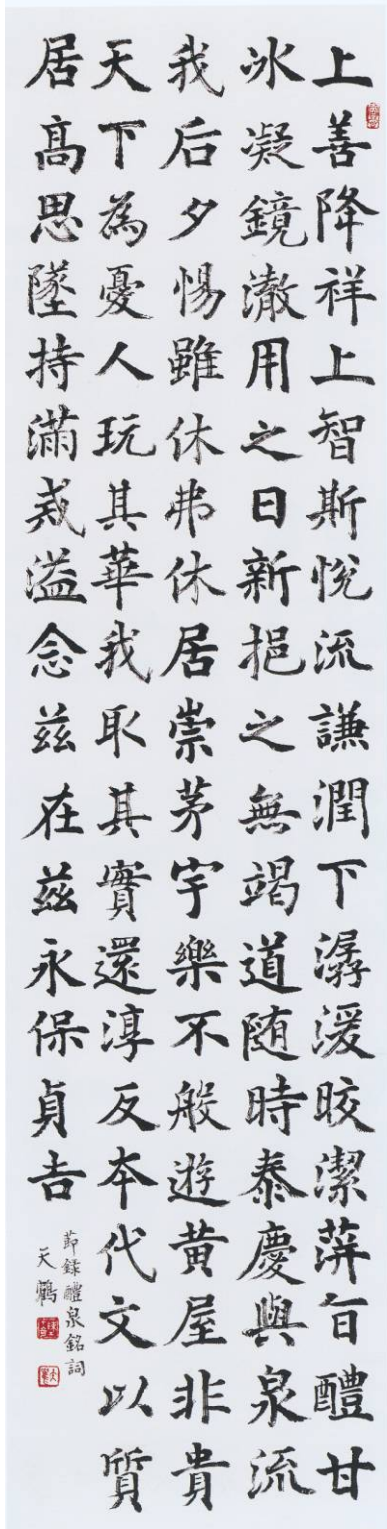 上善降祥上智斯悅流謙潤下潺湲晈潔蓱旨醴甘
冰凝鏡澈用之日新挹之無竭道随時泰慶與泉流
我后夕惕雖休弗休居崇茅宇樂不般遊黄屋非貴
天下為憂人玩其華我取其實還淳反本代文以質
居高思墜持滿戒溢念茲在茲永保貞吉
節錄醴泉銘詞
天鶴